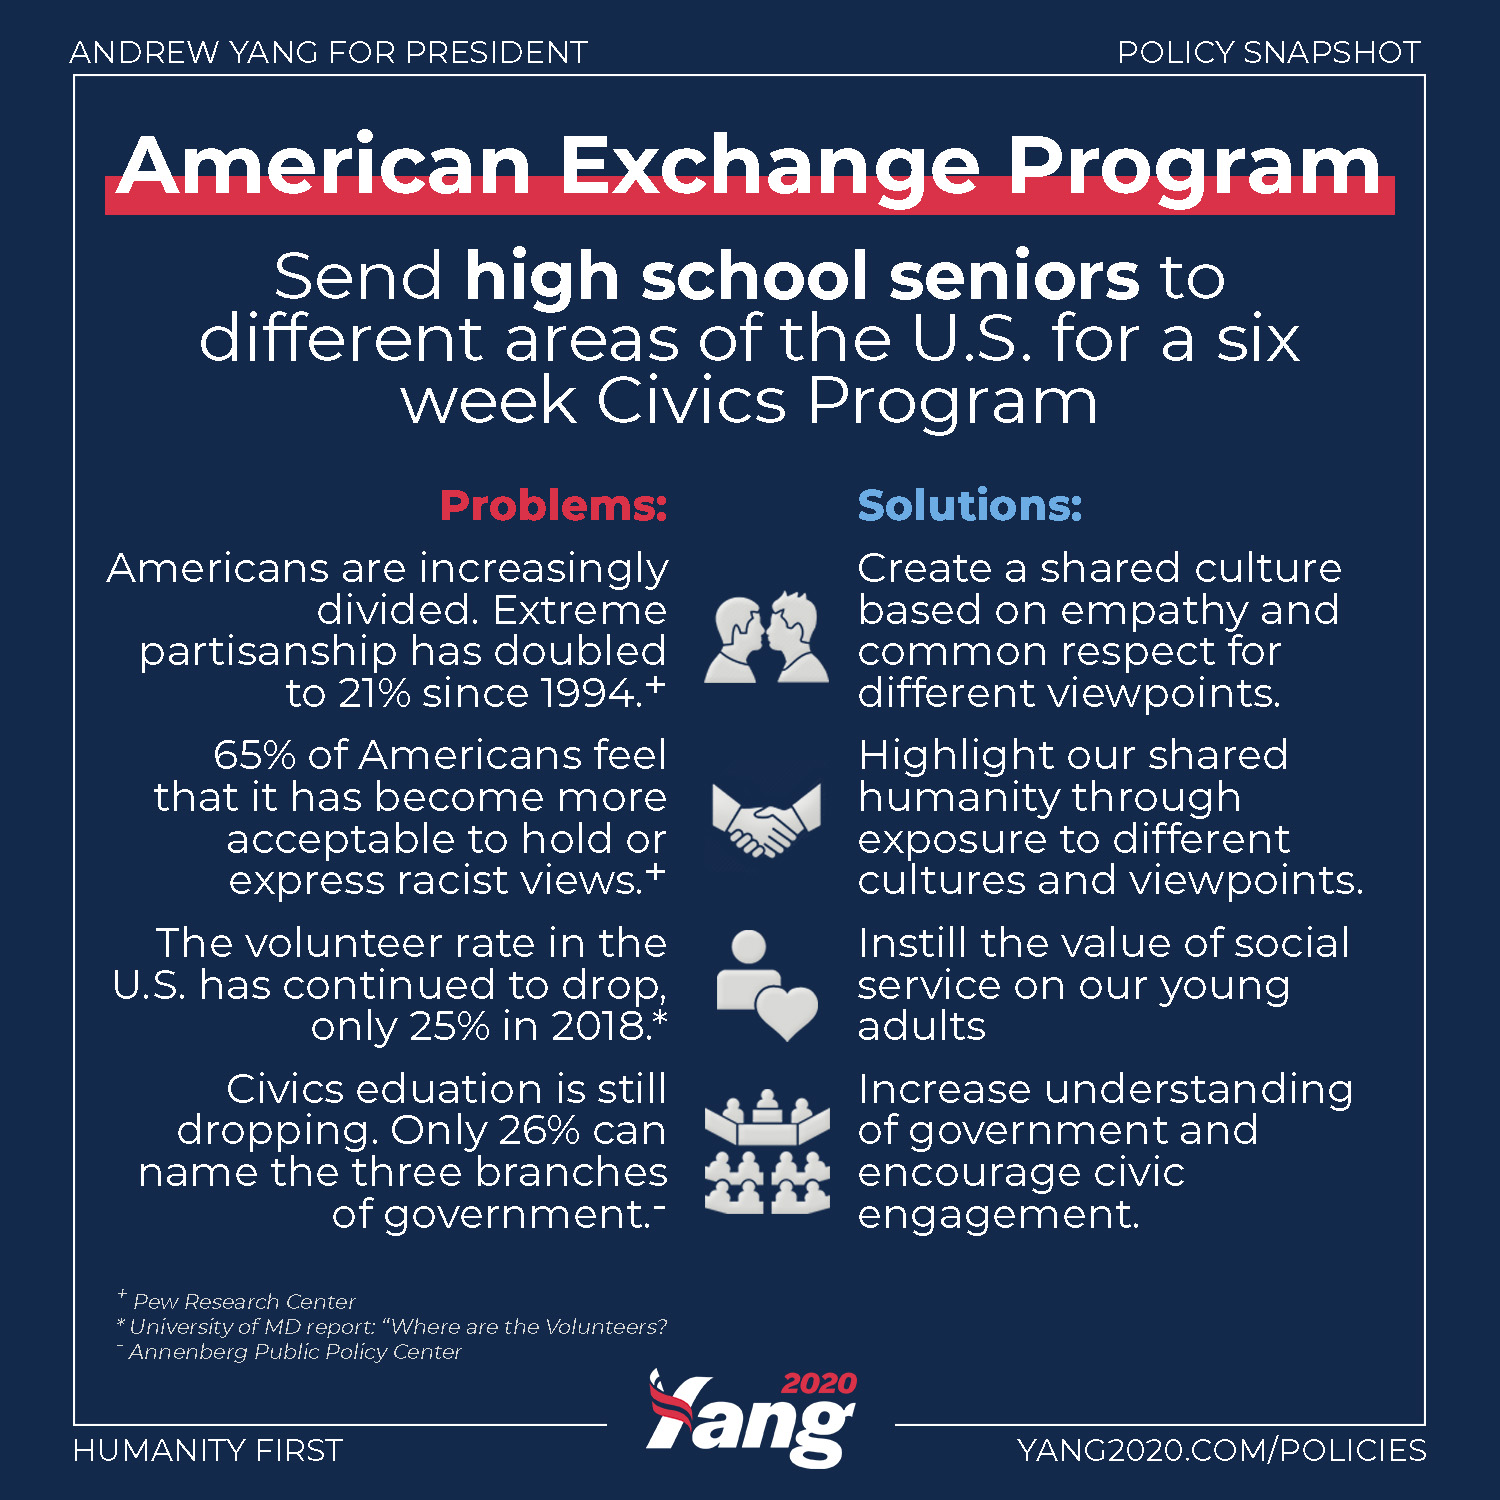 ANDREW YANG FOR PRESIDENT
POLICY SNAPSHOT
American Exchange Program
Send high school seniors to
different areas of the U.S. for a six
week Civics Program
Problems:
Americans are increasingly
divided. Extreme
partisanship has doubled
to 21% since 1994.+
65% of Americans feel
that it has become more
acceptable to hold or
express racist views.+
The volunteer rate in the
U.S. has continued to drop,
only 25% in 2018.*
Civics eduation is still
dropping. Only 26% can
name the three branches
of government.-
Solutions:
Create a shared culture
based on empathy and
common respect for
different viewpoints.
Highlight our shared
humanity through
exposure to different
cultures and viewpoints.
Instill the value of social
service on our young
adults
Increase understanding
of government and
encourage civic
engagement.
+ Pew Research Center
* University of MD report: “Where are the Volunteers?
- Annenberg Public Policy Center
Yang 2020
HUMANITY FIRST
YANG2020.COM/POLICIES